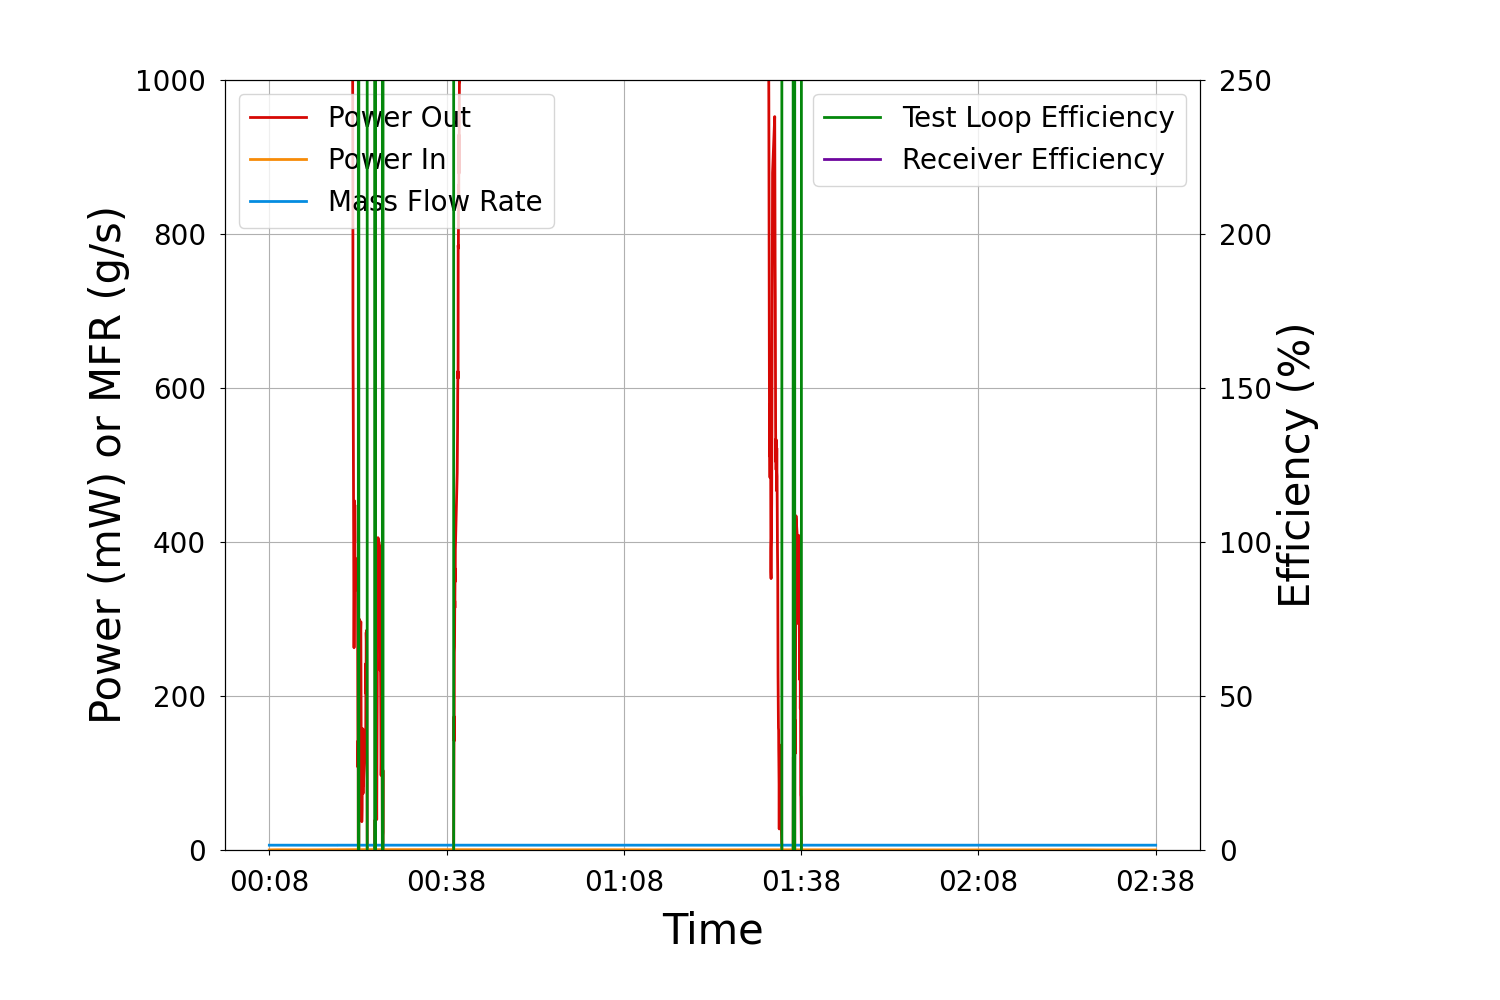 1000
800
600
400
200
0
Power (mW) or MFR (g/s)
Power Out
Power In
Mass Flow Rate
Test Loop Efficiency
Receiver Efficiency
250
200
150
100
50
0
Efficiency (%)
00:08 00:38 01:08 01:38 02:08 02:38
Time